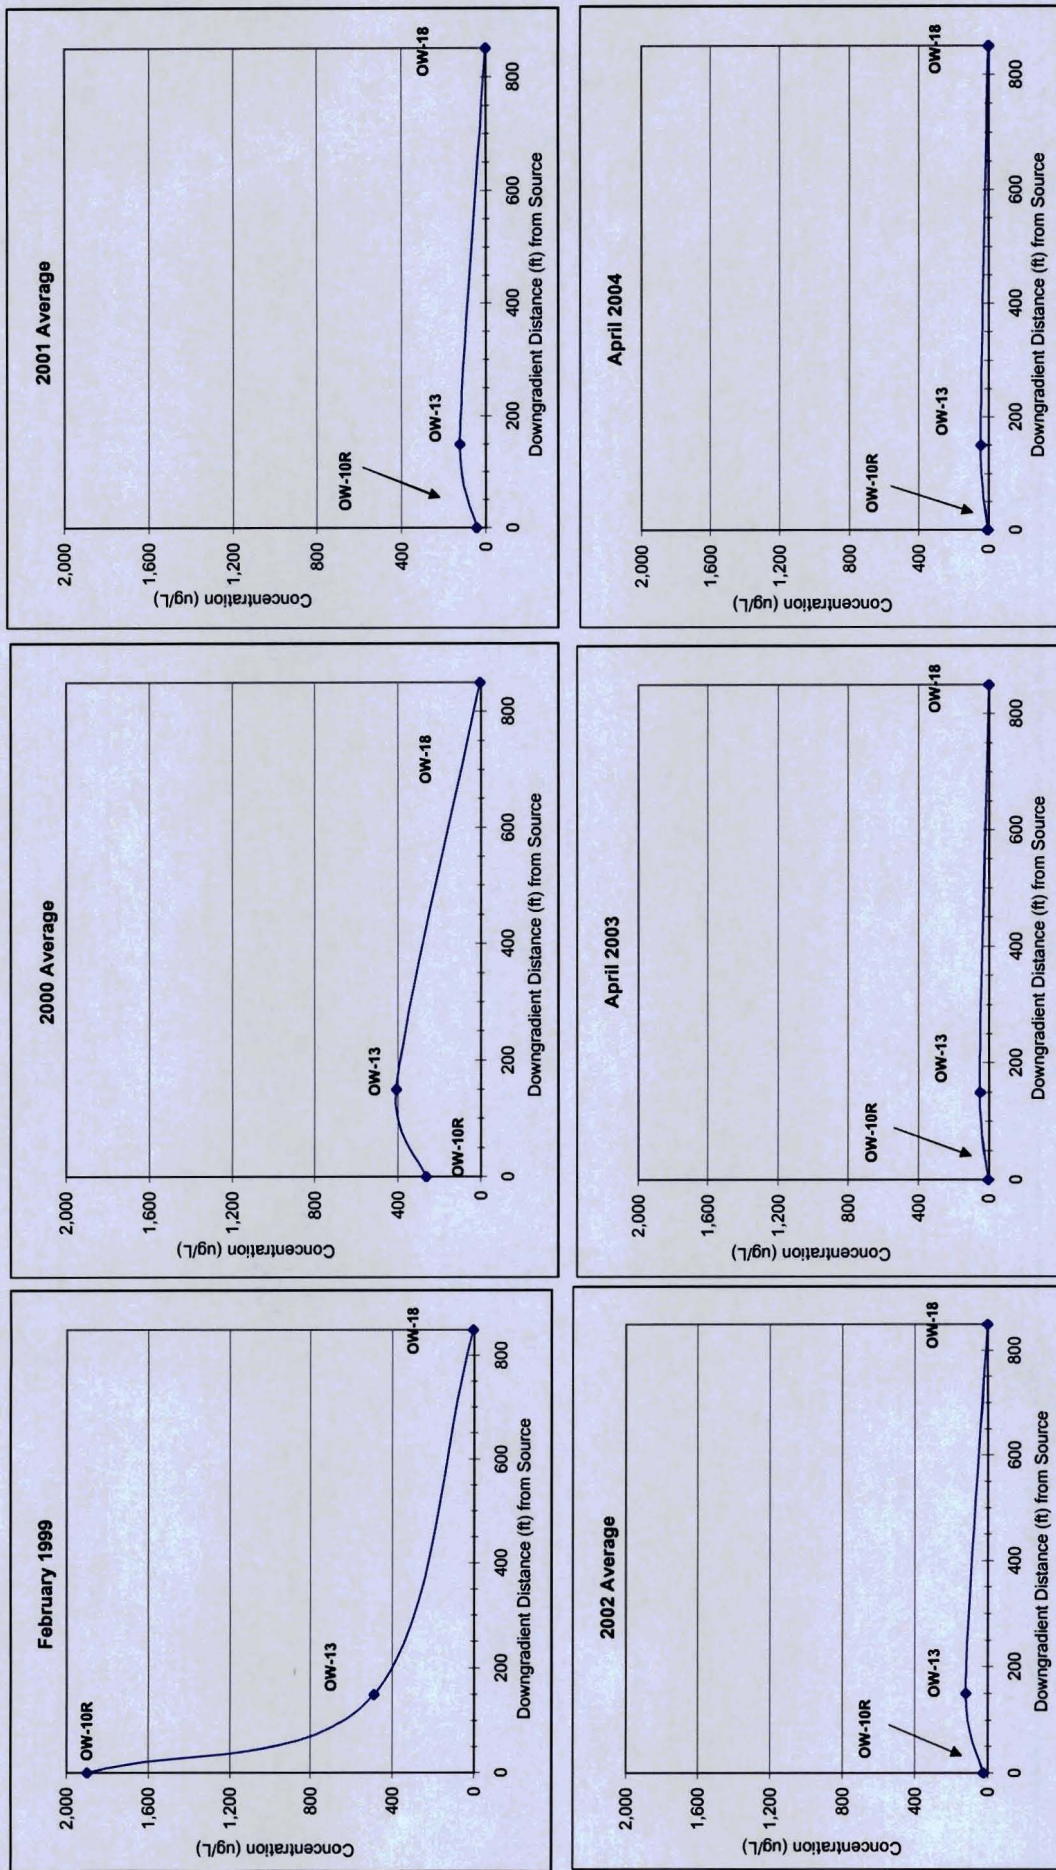 February 1999
2,000
1,600
1,200
800
400
0
Concentration (ug/L)
OW-10R
OW-13
OW-18
0
200
400
600
800
Downgradient Distance (ft) from Source
2000 Average
2,000
1,600
1,200
800
400
0
Concentration (ug/L)
OW-10R
OW-13
OW-18
0
200
400
600
800
Downgradient Distance (ft) from Source
2001 Average
2,000
1,600
1,200
800
400
0
Concentration (ug/L)
OW-10R
OW-13
OW-18
0
200
400
600
800
Downgradient Distance (ft) from Source
2002 Average
2,000
1,600
1,200
800
400
0
Concentration (ug/L)
OW-10R
OW-13
OW-18
0
200
400
600
800
Downgradient Distance (ft) from Source
April 2003
2,000
1,600
1,200
800
400
0
Concentration (ug/L)
OW-10R
OW-13
OW-18
0
200
400
600
800
Downgradient Distance (ft) from Source
April 2004
2,000
1,600
1,200
800
400
0
Concentration (ug/L)
OW-10R
OW-13
OW-18
0
200
400
600
800
Downgradient Distance (ft) from Source